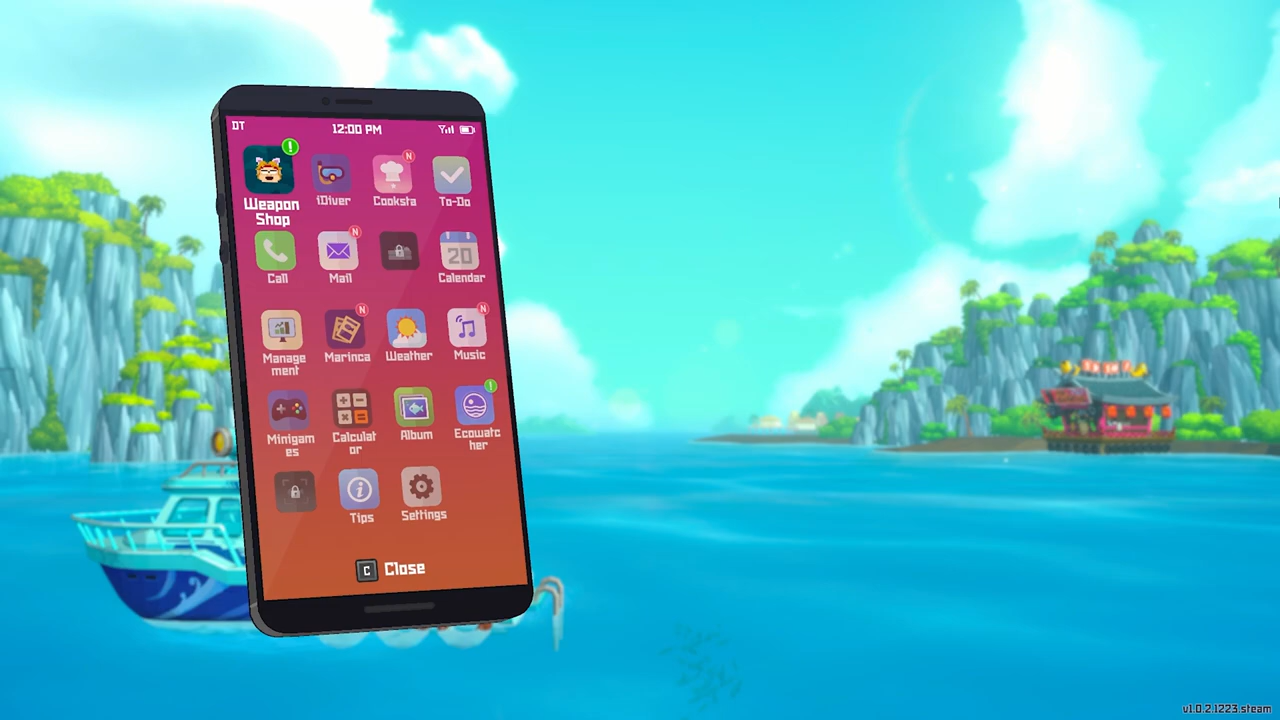 DT
12:00 PM
!
Weapon
Shop
iDiver
N
Cooksta
To-Do
Call
N
Mail
20
Calendar
Manage
ment
N
Marinca
Weather
N
Music
Minigam
es
Calculat
or
Album
!
Ecowatc
her
Tips
Settings
C Close
v1.0.2.1223.steam